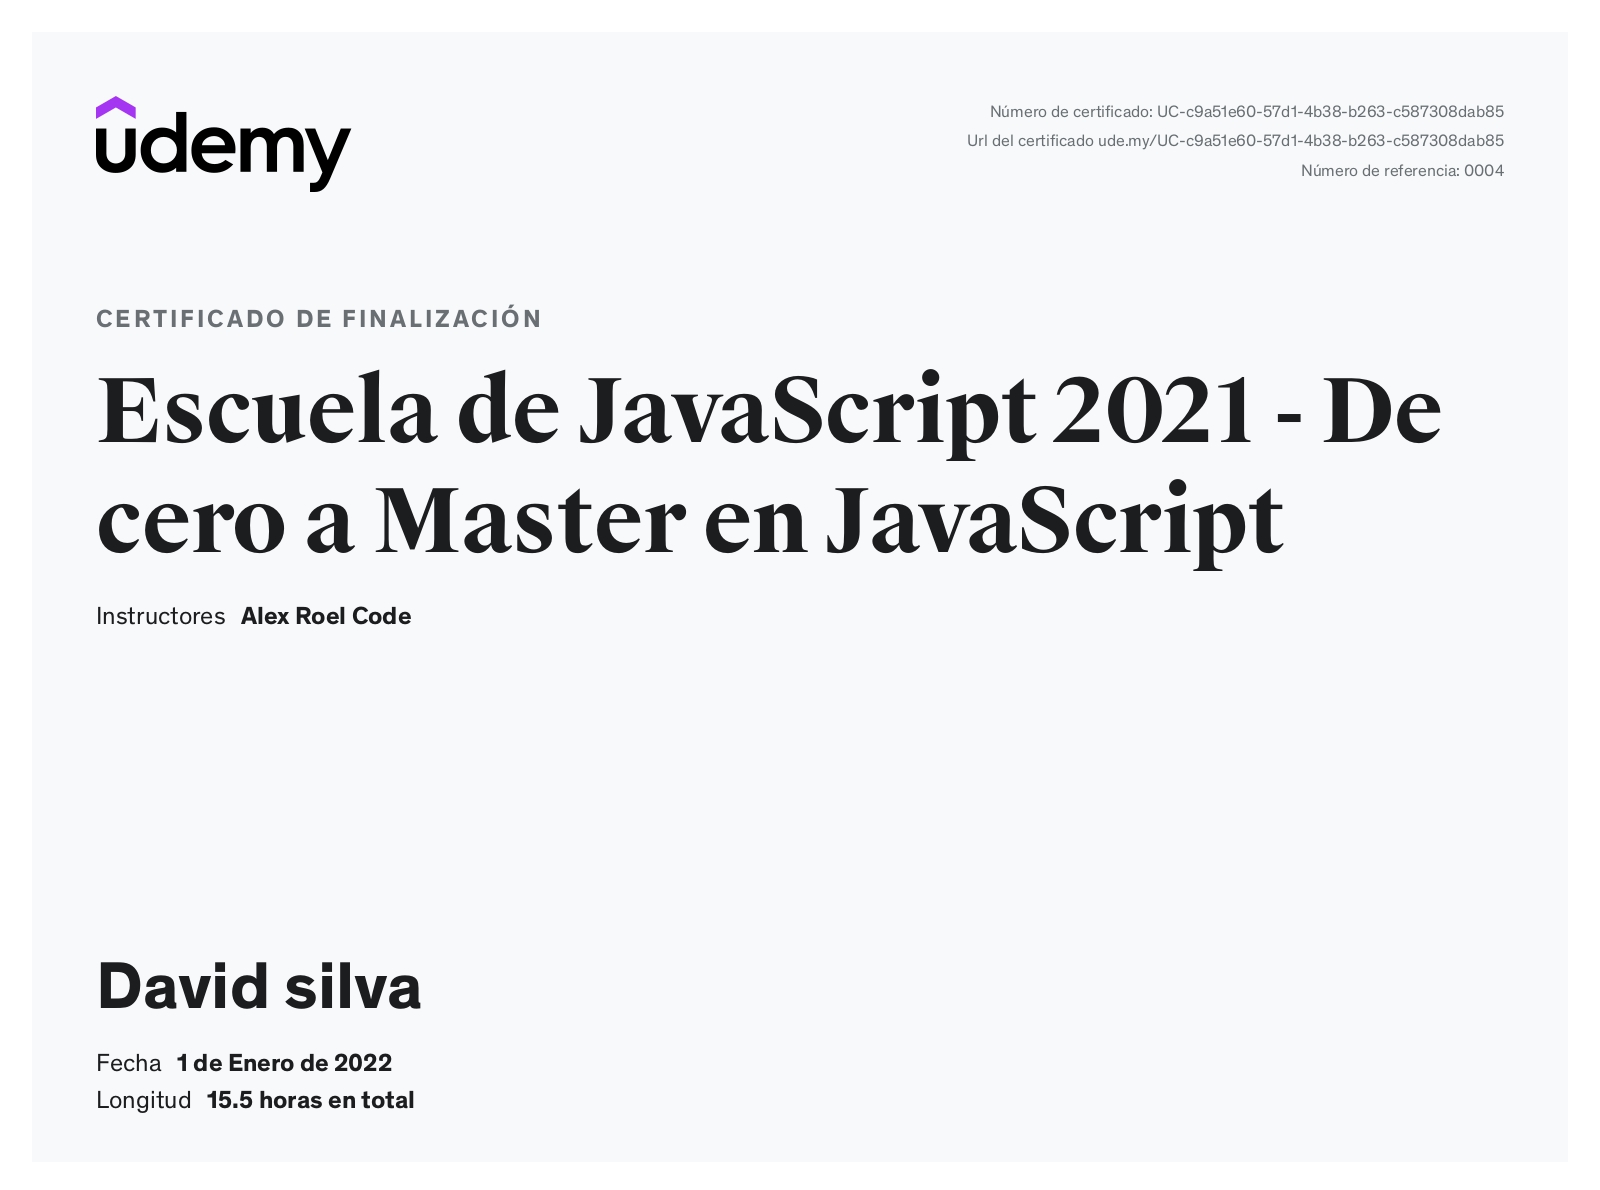 udemy
Número de certificado: UC-c9a51e60-57d1-4b38-b263-c587308dab85
Url del certificado ude.my/UC-c9a51e60-57d1-4b38-b263-c587308dab85
Número de referencia: 0004
CERTIFICADO DE FINALIZACIÓN
Escuela de JavaScript 2021 - De
cero a Master en JavaScript
Instructores Alex Roel Code
David silva
Fecha 1 de Enero de 2022
Longitud 15.5 horas en total